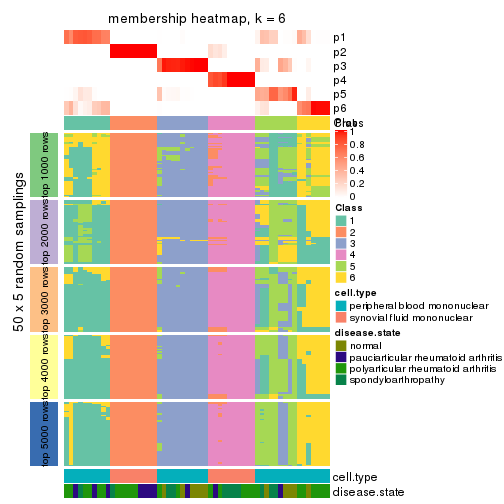 membership heatmap, k = 6
p1
p2
p3
p4
p5
p6
Class
Prob
1
0.8
0.6
0.4
0.2
0
Class
1
2
3
4
5
6
cell.type
peripheral blood mononuclear
synovial fluid mononuclear
disease.state
normal
pauciarticular rheumatoid arthritis
polyarticular rheumatoid arthritis
spondyloarthropathy
50 x 5 random samplings
top 1000 rows
top 2000 rows
top 3000 rows
top 4000 rows
top 5000 rows
cell.type
disease.state